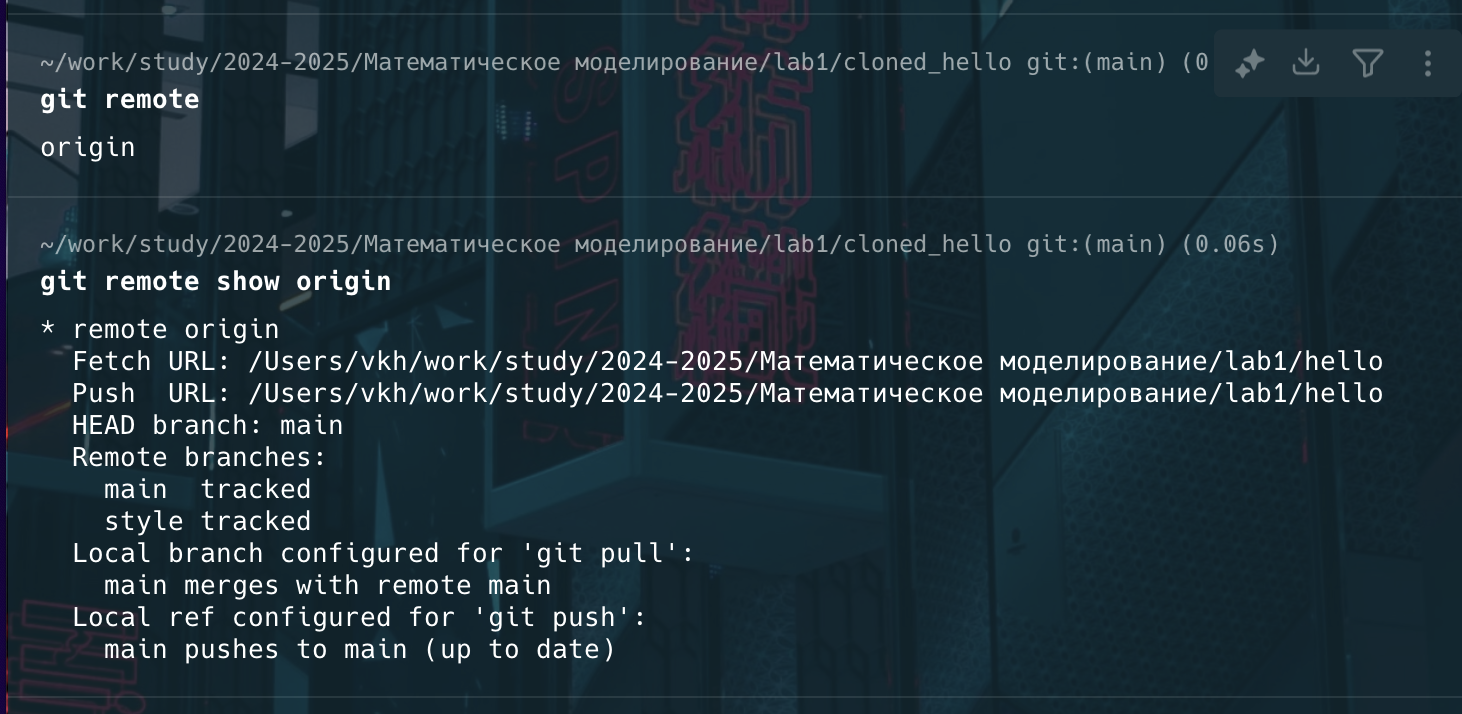 ~/work/study/2024-2025/Математическое моделирование/lab1/cloned_hello git:(main) (0
git remote
origin
~/work/study/2024-2025/Математическое моделирование/lab1/cloned_hello git:(main) (0.06s)
git remote show origin
* remote origin
  Fetch URL: /Users/vkh/work/study/2024-2025/Математическое моделирование/lab1/hello
  Push  URL: /Users/vkh/work/study/2024-2025/Математическое моделирование/lab1/hello
  HEAD branch: main
  Remote branches:
    main  tracked
    style tracked
  Local branch configured for 'git pull':
    main merges with remote main
  Local ref configured for 'git push':
    main pushes to main (up to date)